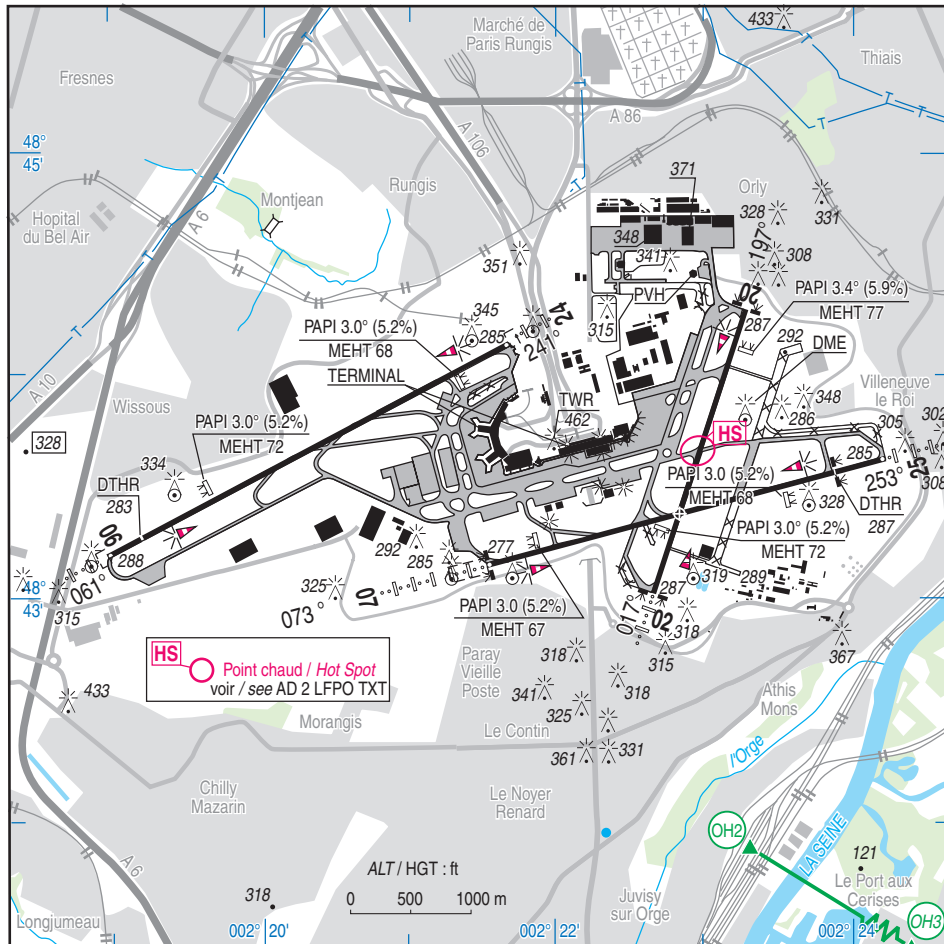 433
Marché de
Paris Rungis
Fresnes
Thiais
A 86
A 106
48°
45'
371
Rungis
Orly
Montjean
328
331
Hopital
du Bel Air
A 6
197°
348
341
308
351
PVH
20
PAPI 3.4° (5.9%)
MEHT 77
345
24
315
287
PAPI 3.0° (5.2%)
MEHT 68
285
241°
292
DME
TERMINAL
A 10
Villeneuve
le Roi
Wissous
TWR
462
348
286
302
305
PAPI 3.0° (5.2%)
MEHT 72
HS
328
334
285
25
253°
308
PAPI 3.0 (5.2%)
MEHT 68
DTHR
283
328
DTHR
287
06
292
277
PAPI 3.0° (5.2%)
MEHT 72
288
285
48°
43
061°
325
07
287
319
289
315
073 °
PAPI 3.0 (5.2%)
MEHT 67
017
02
318
HS
Point chaud / Hot Spot
voir / see AD 2 LFPO TXT
315
367
Paray
Vieille
Poste
318
318
433
341
325
Athis
Mons
Morangis
Le Contin
361
331
l'Orge
Chilly
Mazarin
Le Noyer
Renard
OH2
LA SEINE
A 6
121
ALT / HGT : ft
Le Port aux
Cerises
318
0 500 1000 m
Juvisy
sur Orge
OH3
Longjumeau
002° 20
002° 22
002° 24